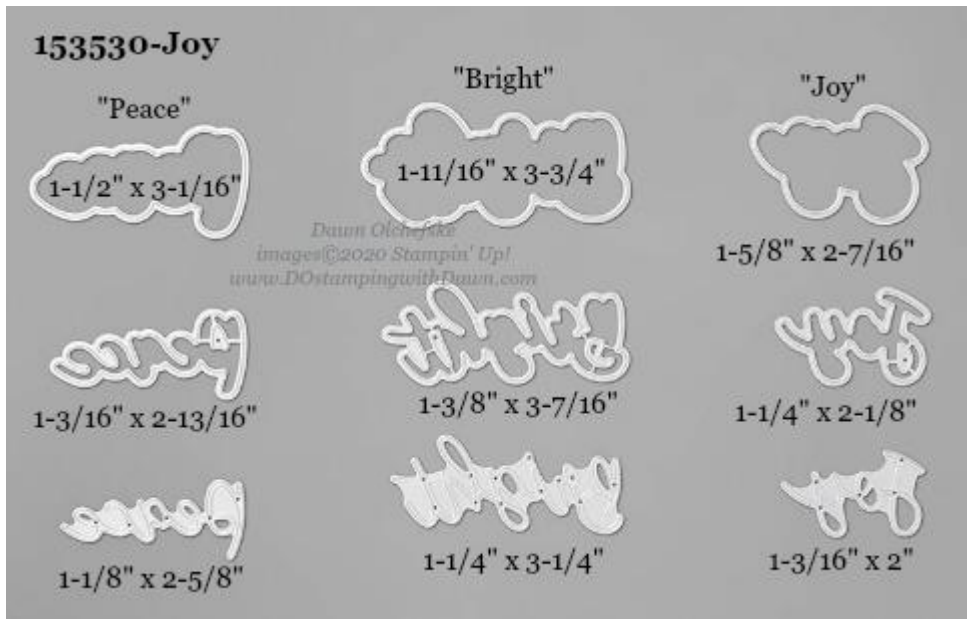 153530-Joy
"Peace"
"Bright"
"Joy"
1-1/2" x 3-1/16"
1-11/16" x 3-3/4"
1-5/8" x 2-7/16"
Dawn Olchefske
images©2020 Stampin' Up!
www.DOstampingwithDawn.com
1-3/16" x 2-13/16"
1-3/8" x 3-7/16"
1-1/4" x 2-1/8"
1-1/8" x 2-5/8"
1-1/4" x 3-1/4"
1-3/16" x 2"